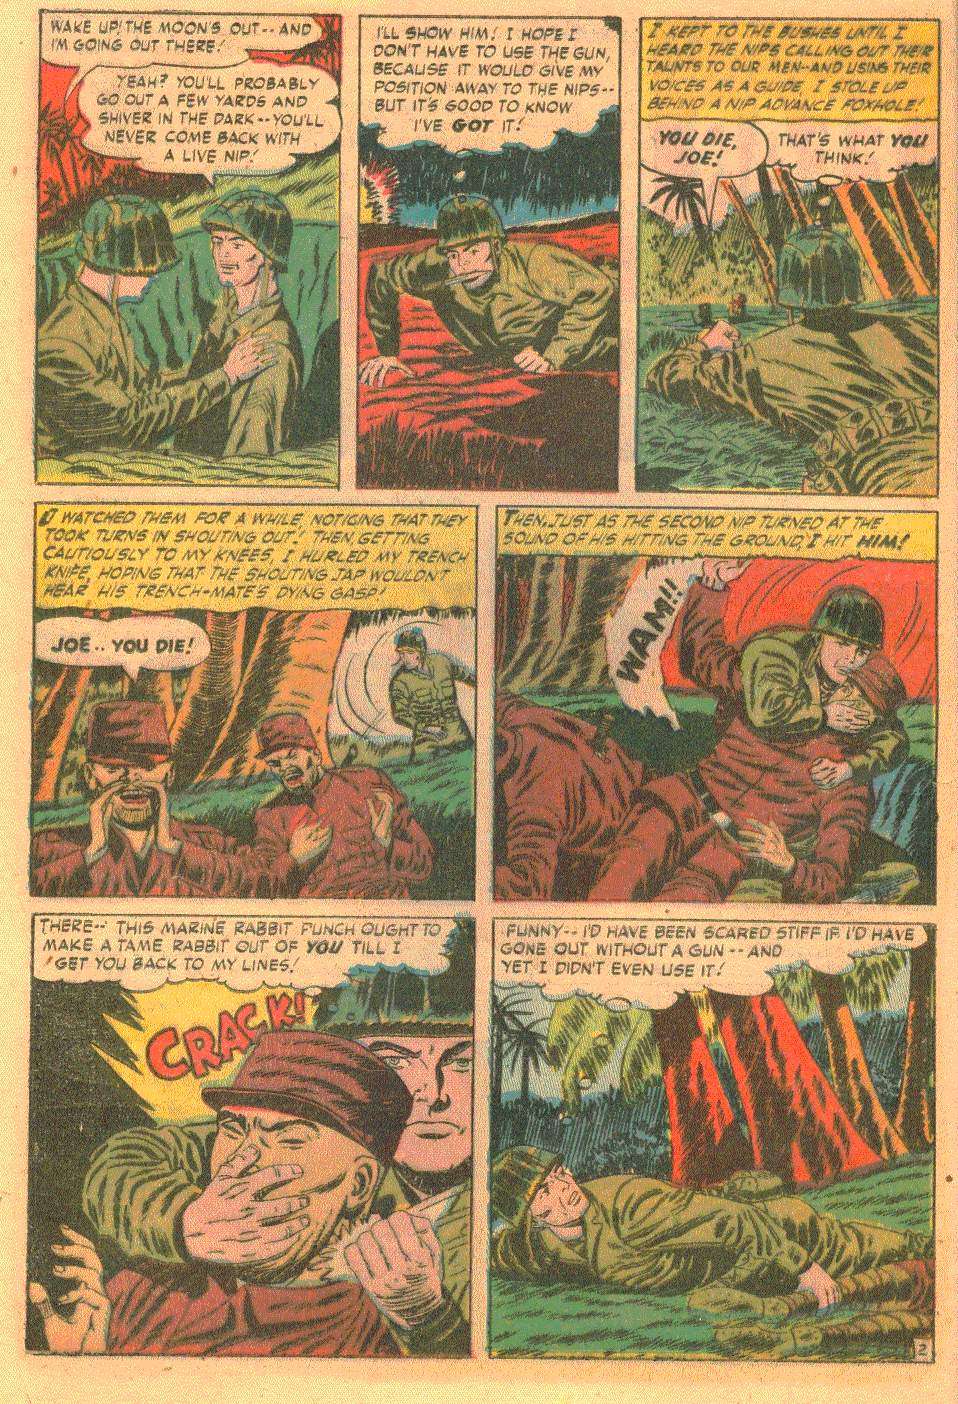 WAKE UP! THE MOON'S OUT--AND
I'M GOING OUT THERE!
YEAH? YOU'LL PROBABLY
GO OUT A FEW YARDS AND
SHIVER IN THE DARK--YOU'LL
NEVER COME BACK WITH
A LIVE NIP!
I'LL SHOW HIM! I HOPE I
DON'T HAVE TO USE THE GUN,
BECAUSE IT WOULD GIVE MY
POSITION AWAY TO THE NIPS--
BUT IT'S GOOD TO KNOW
I'VE GOT IT!
I KEPT TO THE BUSHES UNTIL I
HEARD THE NIPS CALLING OUT THEIR
TAUNTS TO OUR MEN--AND USING THEIR
VOICES AS A GUIDE, I STOLE UP
BEHIND A NIP ADVANCE FOXHOLE!
YOU DIE,
JOE!
THAT'S WHAT YOU
THINK!
I WATCHED THEM FOR A WHILE, NOTICING THAT THEY
TOOK TURNS IN SHOUTING OUT! THEN, GETTING
CAUTIOUSLY TO MY KNEES, I HURLED MY TRENCH
KNIFE, HOPING THAT THE SHOUTING JAP WOULDN'T
HEAR HIS TRENCH-MATE'S DYING GASP!
JOE.. YOU DIE!
THEN, JUST AS THE SECOND NIP TURNED AT THE
SOUND OF HIS HITTING THE GROUND, I HIT HIM!
WAM!!
THERE-- THIS MARINE RABBIT PUNCH OUGHT TO
MAKE A TAME RABBIT OUT OF YOU TILL I
GET YOU BACK TO MY LINES!
CRACK!
FUNNY-- I'D HAVE BEEN SCARED STIFF IF I'D HAVE
GONE OUT WITHOUT A GUN -- AND
YET I DIDN'T EVEN USE IT!
2